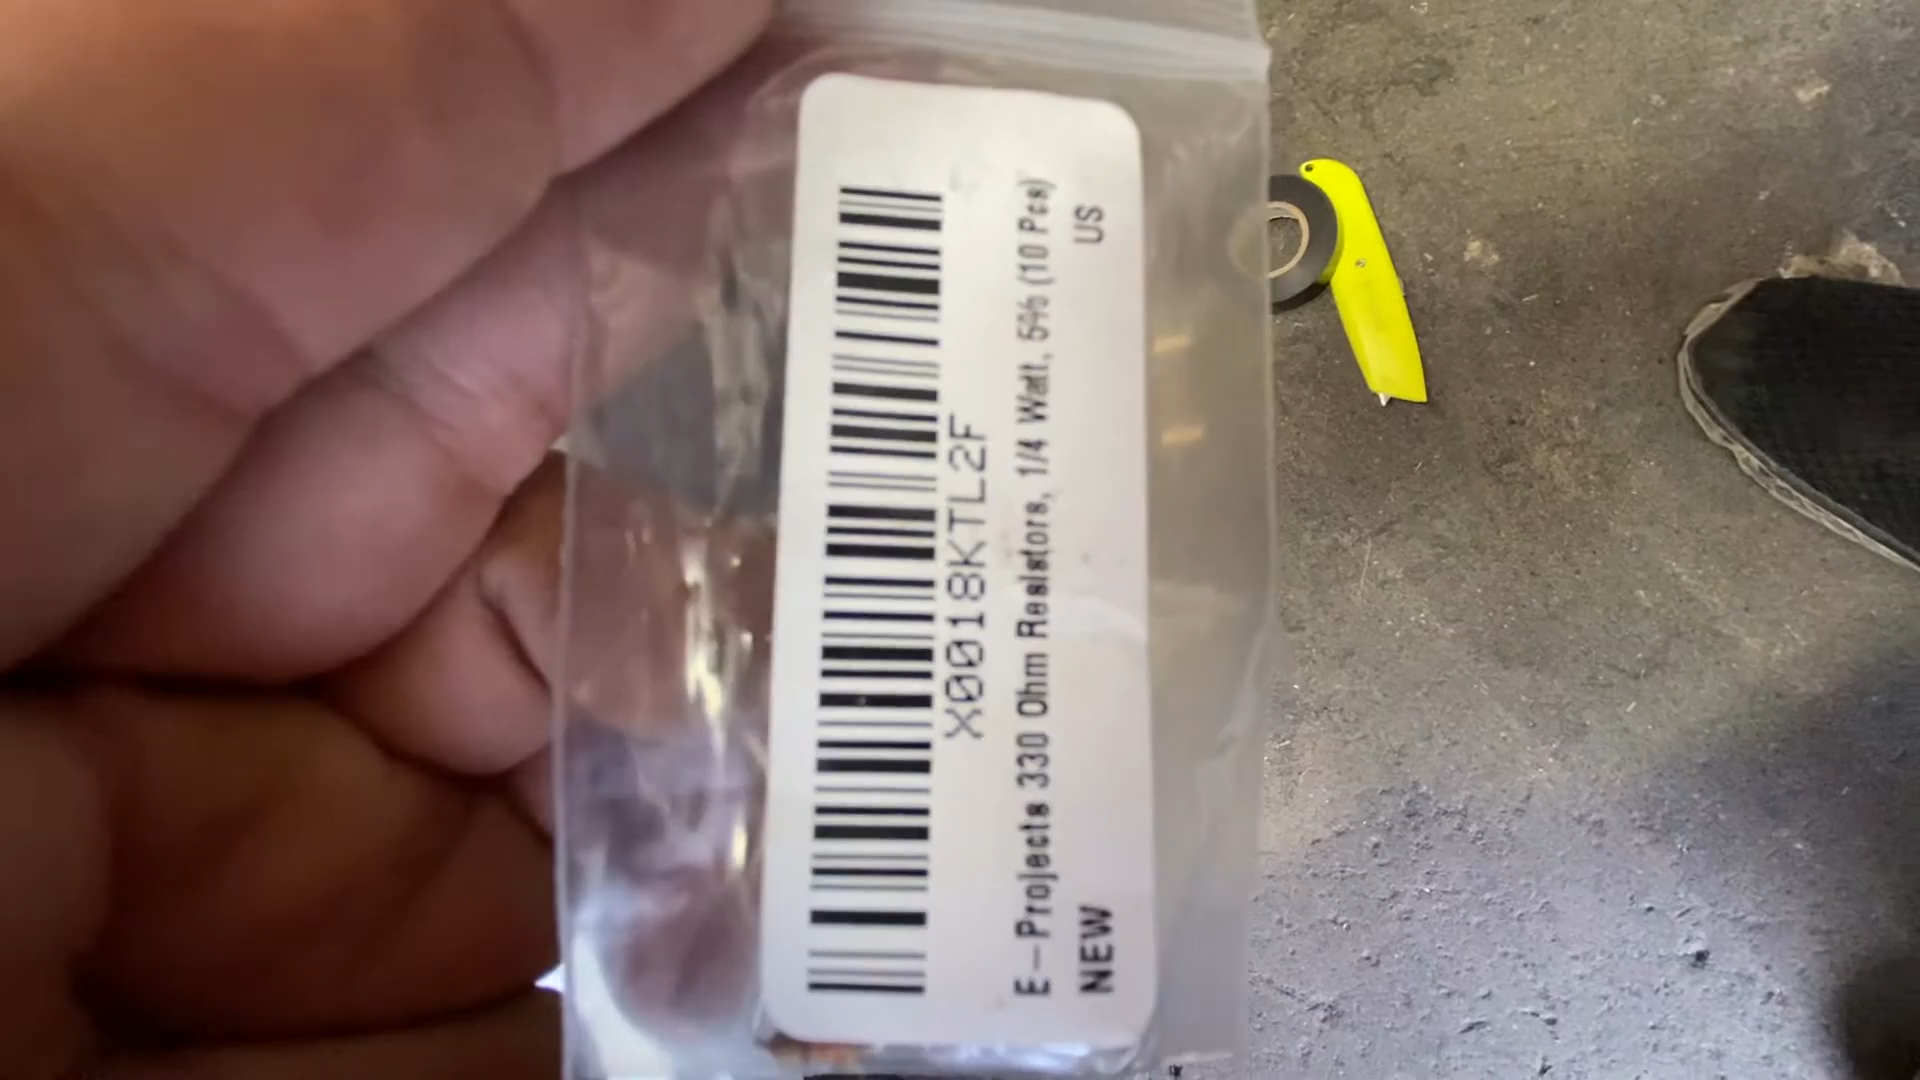 X0018KTL2F
E-Projects 330 Ohm Resistors, 1/4 Watt, 5% (10 Pcs)
NEW US